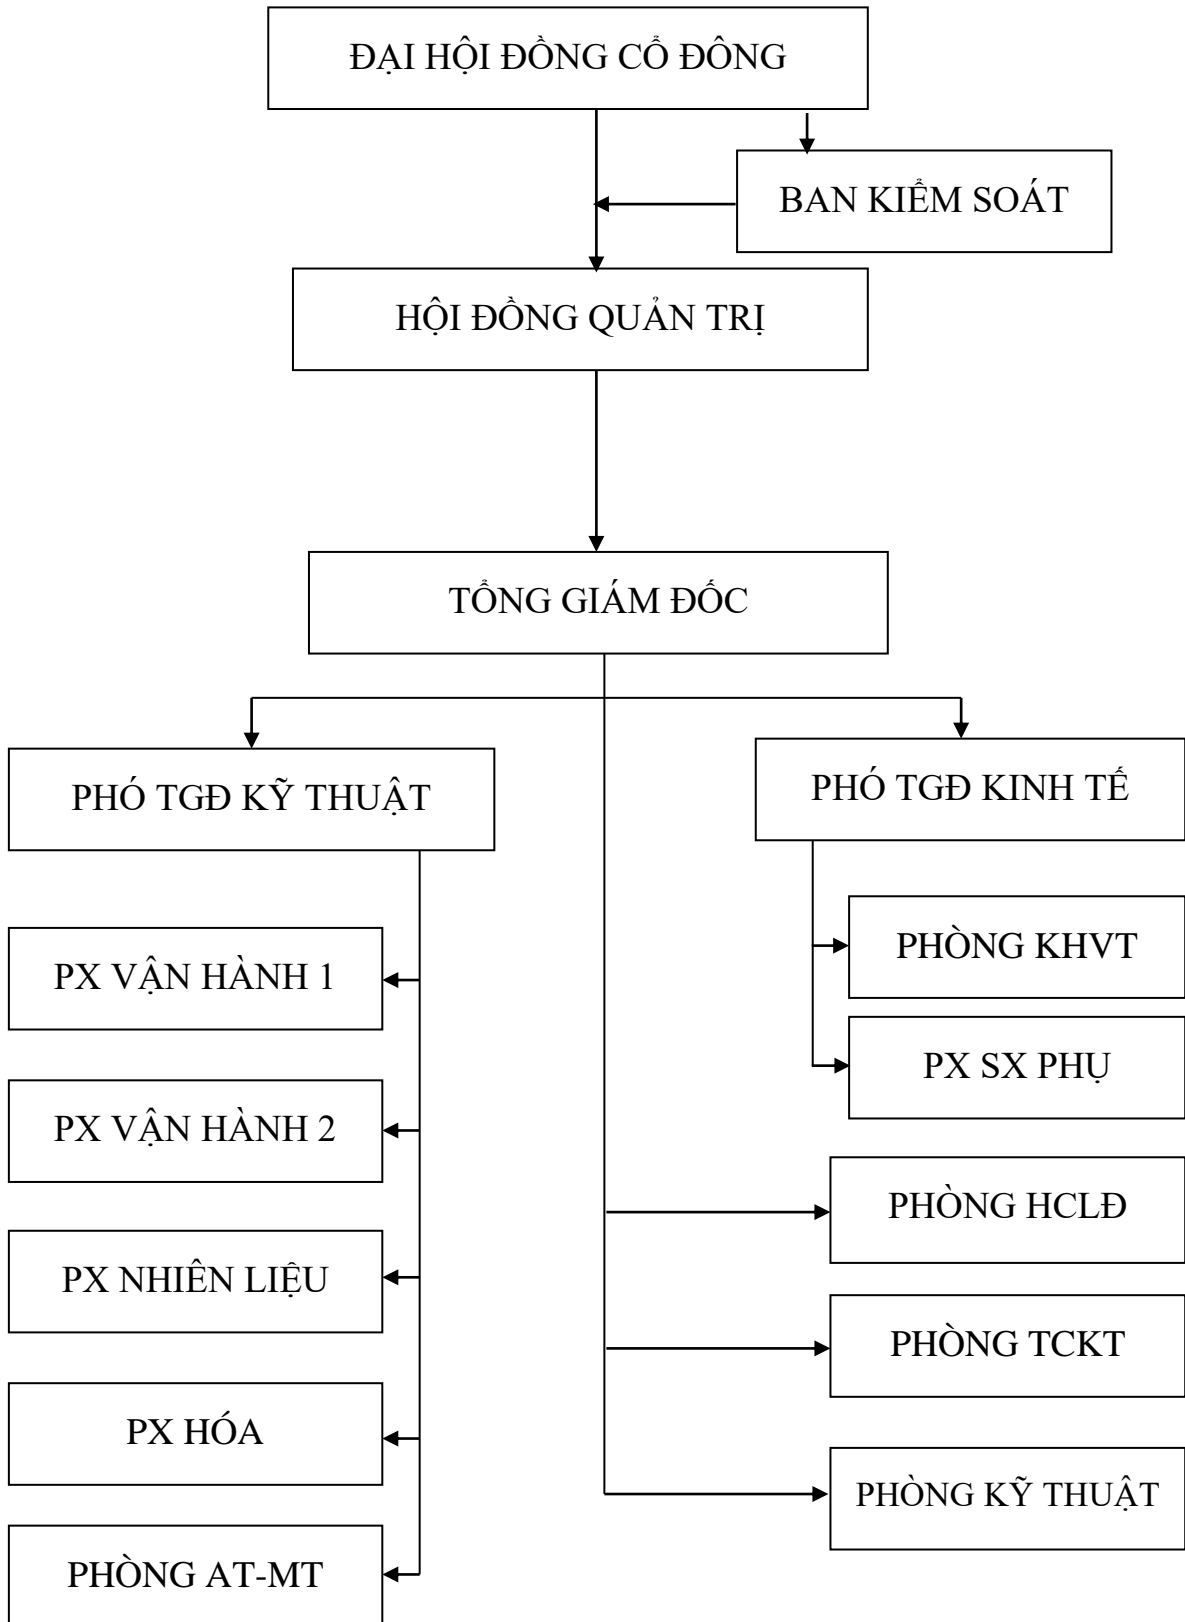 ĐẠI HỘI ĐỒNG CỔ ĐÔNG
BAN KIỂM SOÁT
HỘI ĐỒNG QUẢN TRỊ
TỔNG GIÁM ĐỐC
PHÓ TGĐ KỸ THUẬT
PHÓ TGĐ KINH TẾ
PX VẬN HÀNH 1
PX VẬN HÀNH 2
PX NHIÊN LIỆU
PX HÓA
PHÒNG AT-MT
PHÒNG KHVT
PX SX PHỤ
PHÒNG HCLĐ
PHÒNG TCKT
PHÒNG KỸ THUẬT